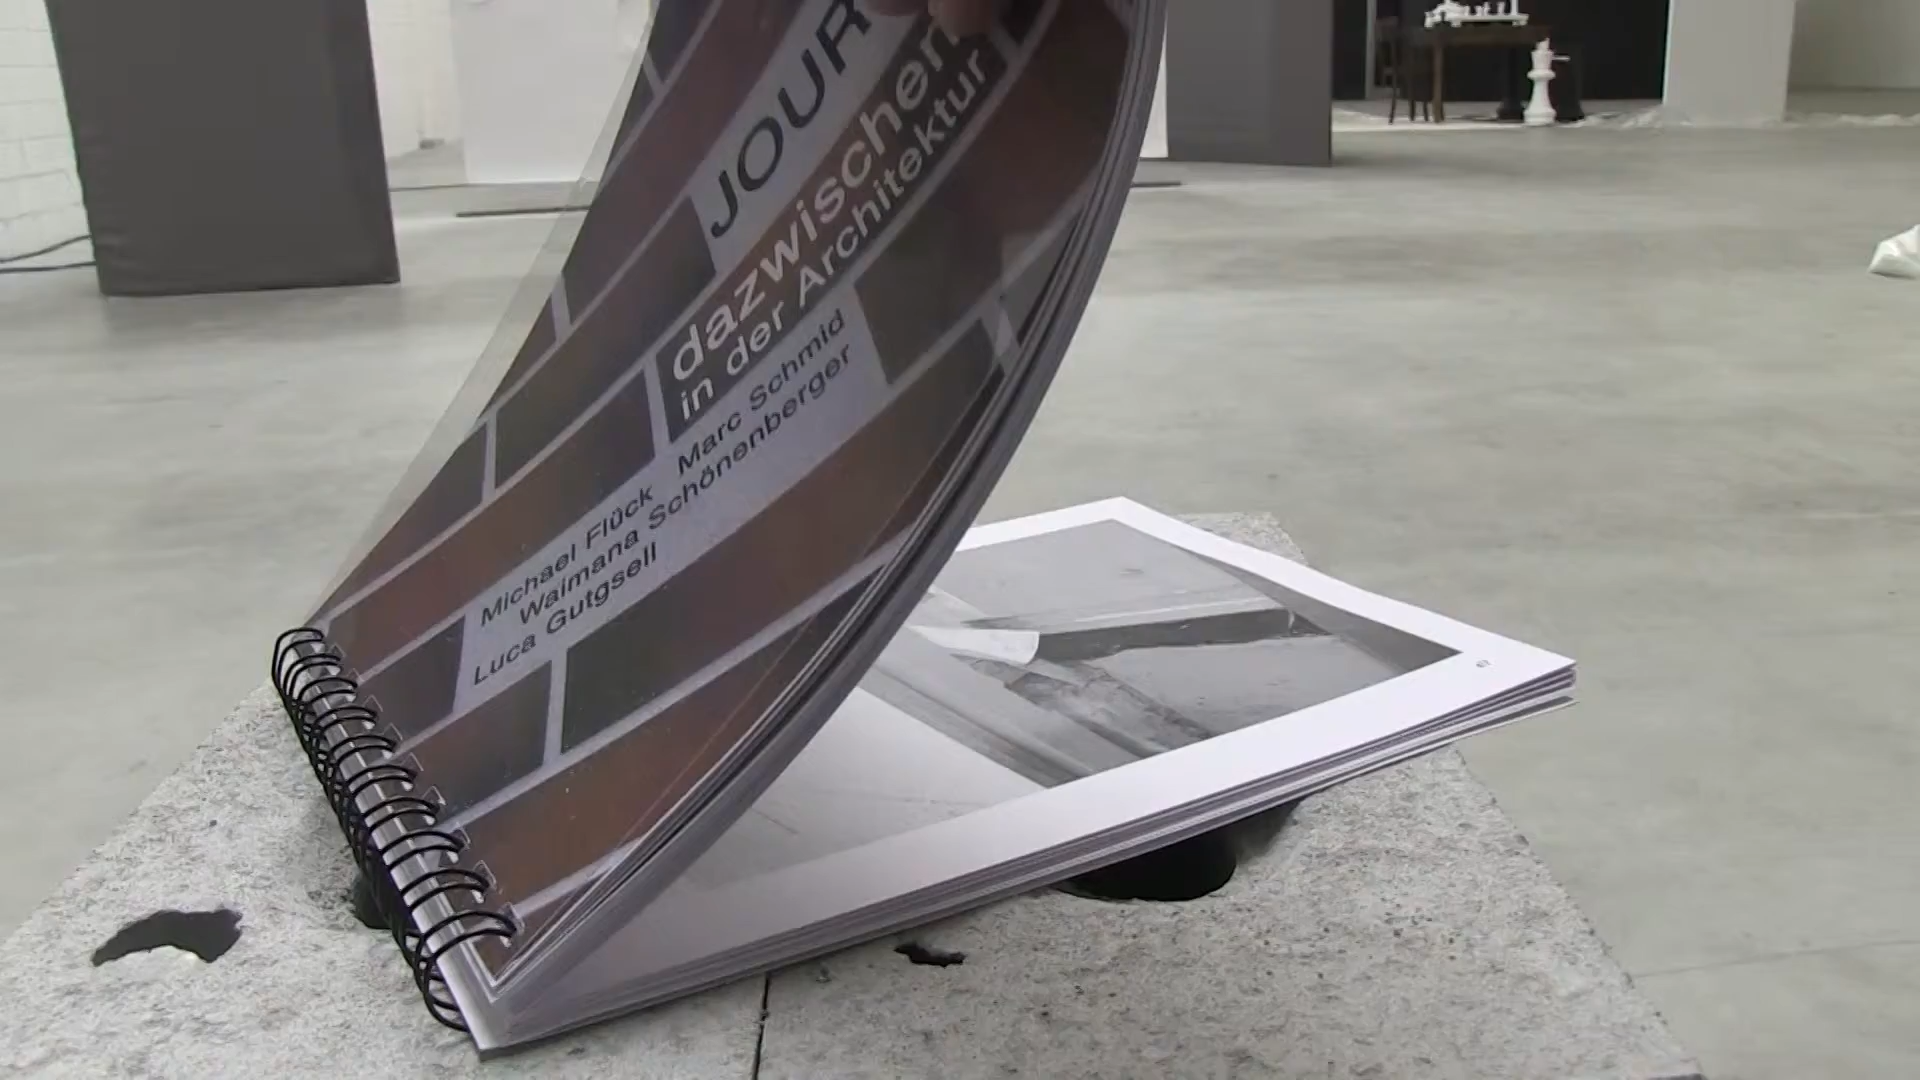 JOUR
dazwischen
in der Architektur
Marc Schmid
Michael Flück
Waimana Schönenberger
Luca Gutgsell